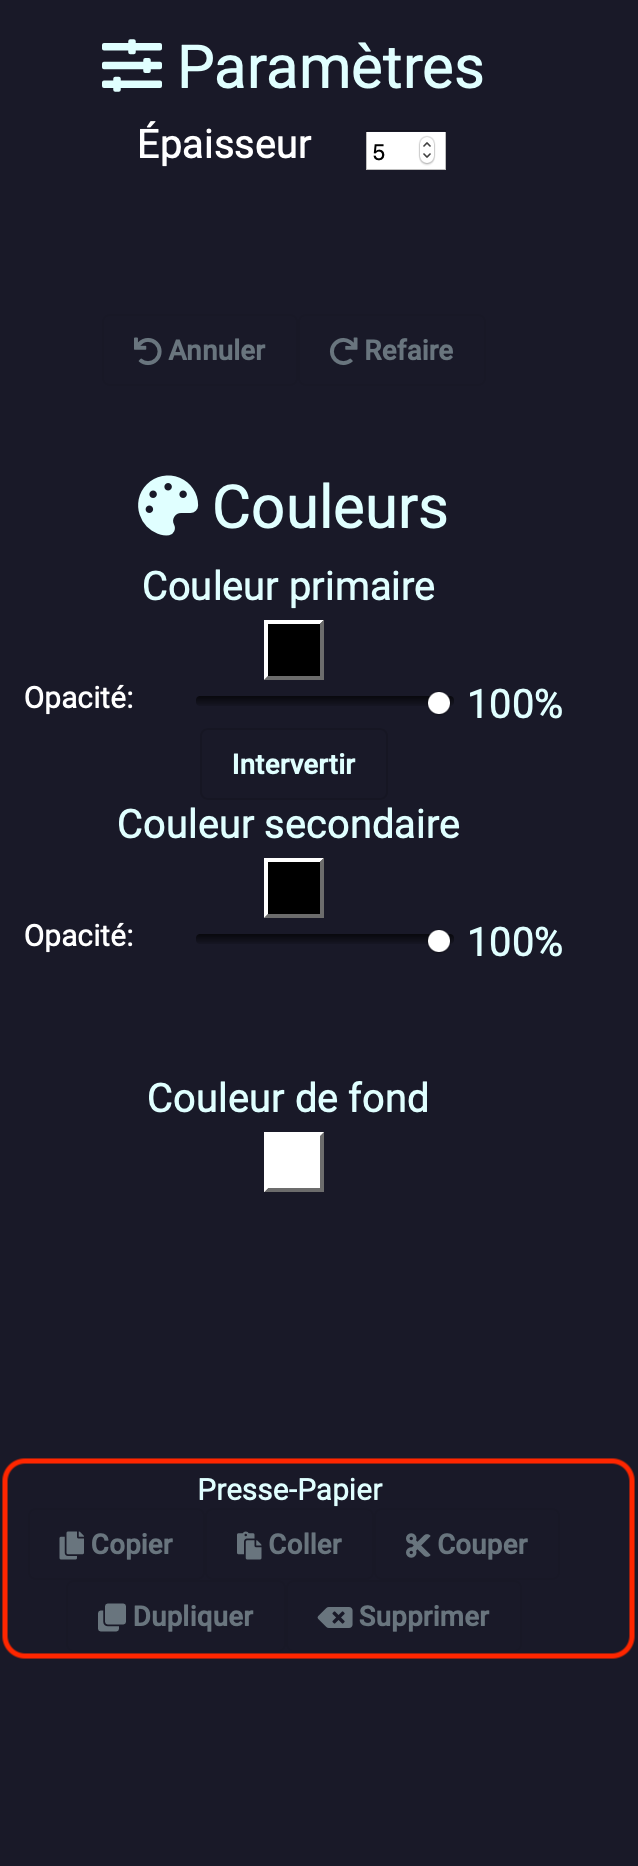 Paramètres
Épaisseur 5
Annuler Refaire
Couleurs
Couleur primaire
Opacité: 100%
Intervertir
Couleur secondaire
Opacité: 100%
Couleur de fond
Presse-Papier
Copier Coller Couper
Dupliquer Supprimer